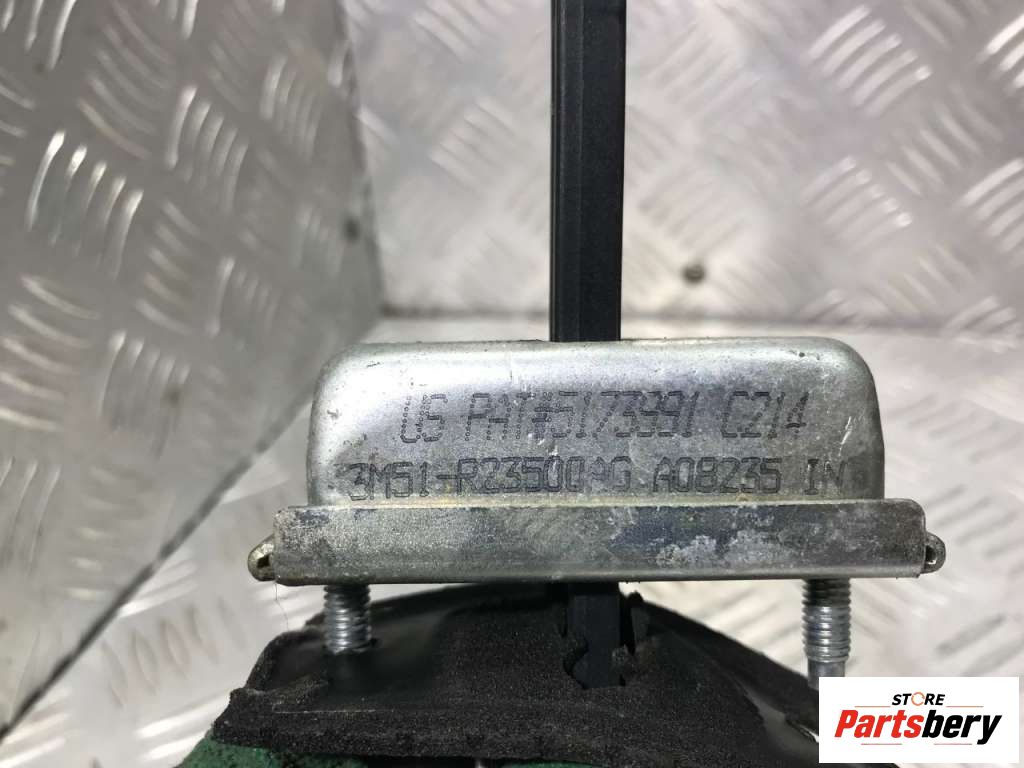 US PAT#5173991 C214
3M51-R23500AG A08235 IN
STORE
Partsbery